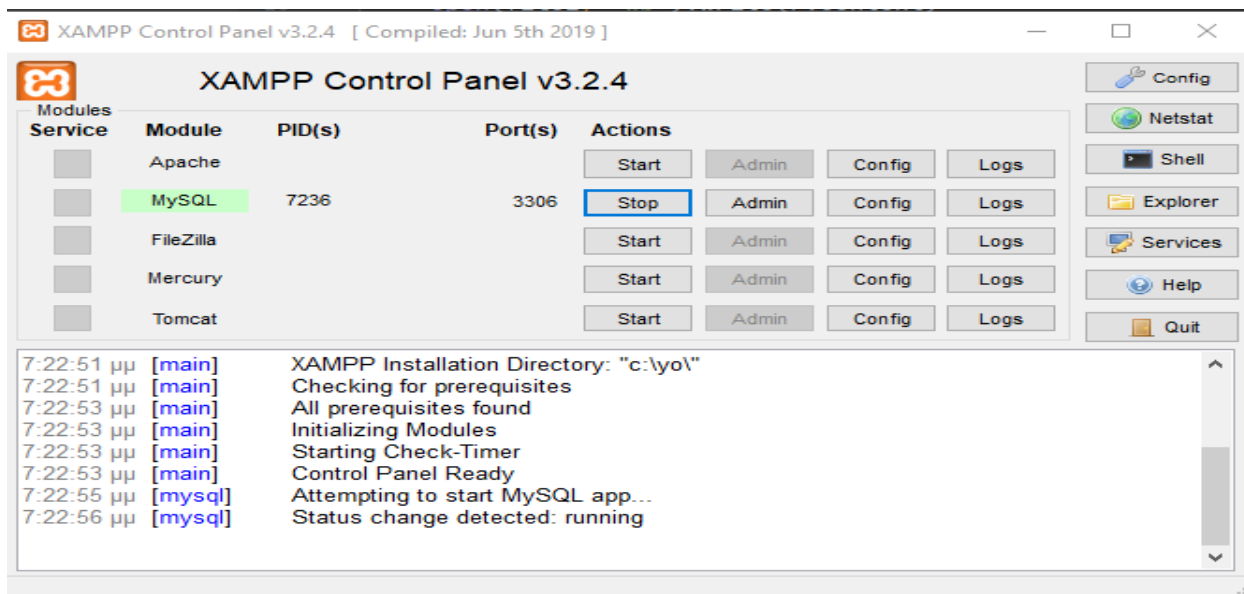 XAMPP Control Panel v3.2.4 [ Compiled: Jun 5th 2019 ]
XAMPP Control Panel v3.2.4
Config
Modules
Service Module PID(s) Port(s) Actions
Netstat
Apache Start Admin Config Logs
Shell
MySQL 7236 3306 Stop Admin Config Logs
Explorer
FileZilla Start Admin Config Logs
Services
Mercury Start Admin Config Logs
Help
Tomcat Start Admin Config Logs
Quit
7:22:51 μμ [main] XAMPP Installation Directory: "c:\yo\"
7:22:51 μμ [main] Checking for prerequisites
7:22:53 μμ [main] All prerequisites found
7:22:53 μμ [main] Initializing Modules
7:22:53 μμ [main] Starting Check-Timer
7:22:53 μμ [main] Control Panel Ready
7:22:55 μμ [mysql] Attempting to start MySQL app...
7:22:56 μμ [mysql] Status change detected: running